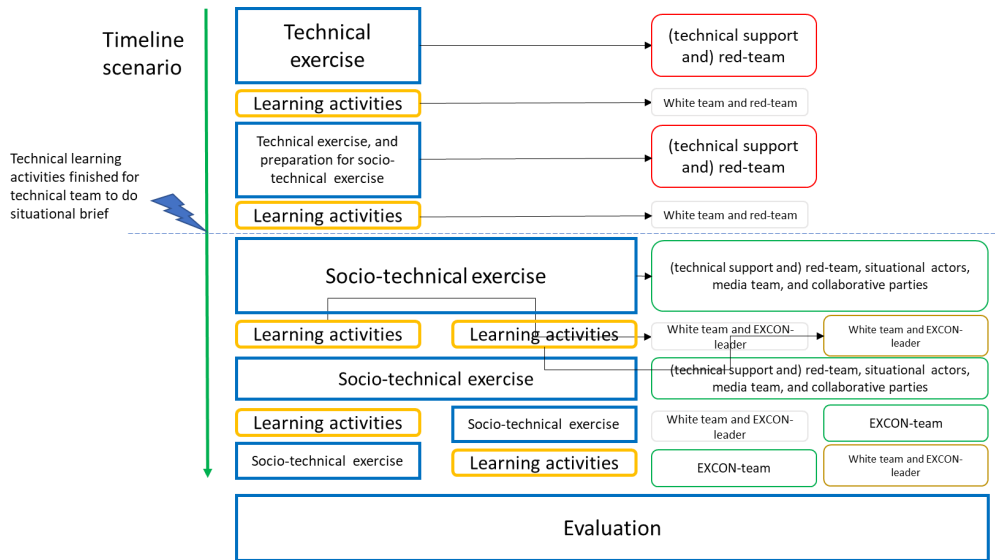 Timeline
scenario
Technical
exercise
(technical support
and) red-team
Learning activities
White team and red-team
Technical exercise, and
preparation for socio-
technical exercise
(technical support
and) red-team
Technical learning
activities finished for
technical team to do
situational brief
Learning activities
White team and red-team
Socio-technical exercise
(technical support and) red-team, situational actors,
media team, and collaborative parties
Learning activities
Learning activities
White team and EXCON-
leader
White team and EXCON-
leader
Socio-technical exercise
(technical support and) red-team, situational actors,
media team, and collaborative parties
Learning activities
Socio-technical exercise
White team and EXCON-
leader
EXCON-team
Socio-technical exercise
Learning activities
EXCON-team
White team and EXCON-
leader
Evaluation